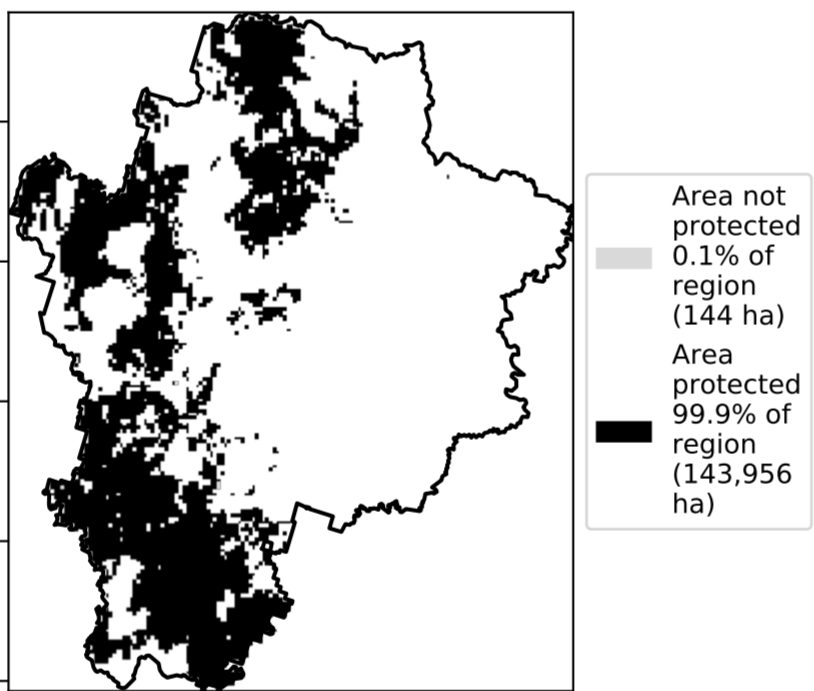 Area not
protected
0.1% of
region
(144 ha)
Area
protected
99.9% of
region
(143,956
ha)